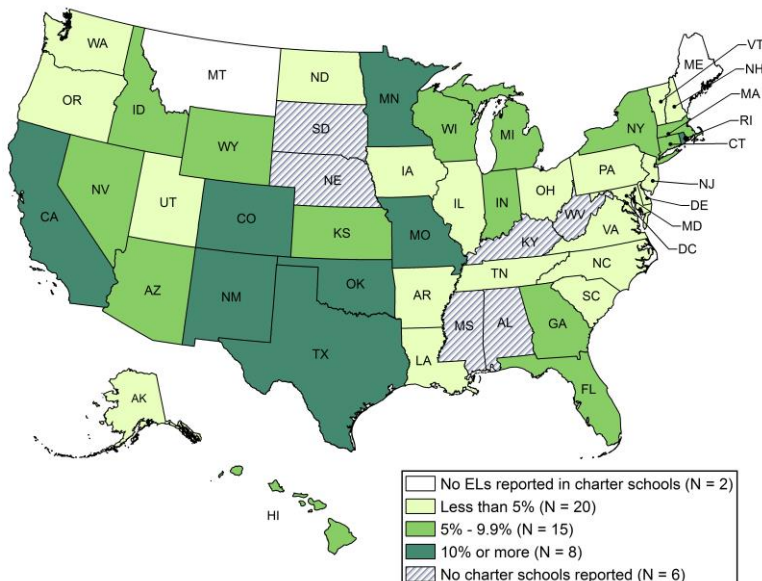 WA
MT
ND
MN
ME
VT
NH
MA
RI
CT
OR
ID
SD
WI
MI
NY
WY
NE
IA
PA
NJ
NV
UT
CO
IL
IN
OH
WV
DE
MD
DC
CA
KS
MO
KY
VA
AZ
NM
OK
AR
TN
NC
SC
TX
LA
MS
AL
GA
FL
AK
HI
No ELs reported in charter schools (N = 2)
Less than 5% (N = 20)
5% - 9.9% (N = 15)
10% or more (N = 8)
No charter schools reported (N = 6)